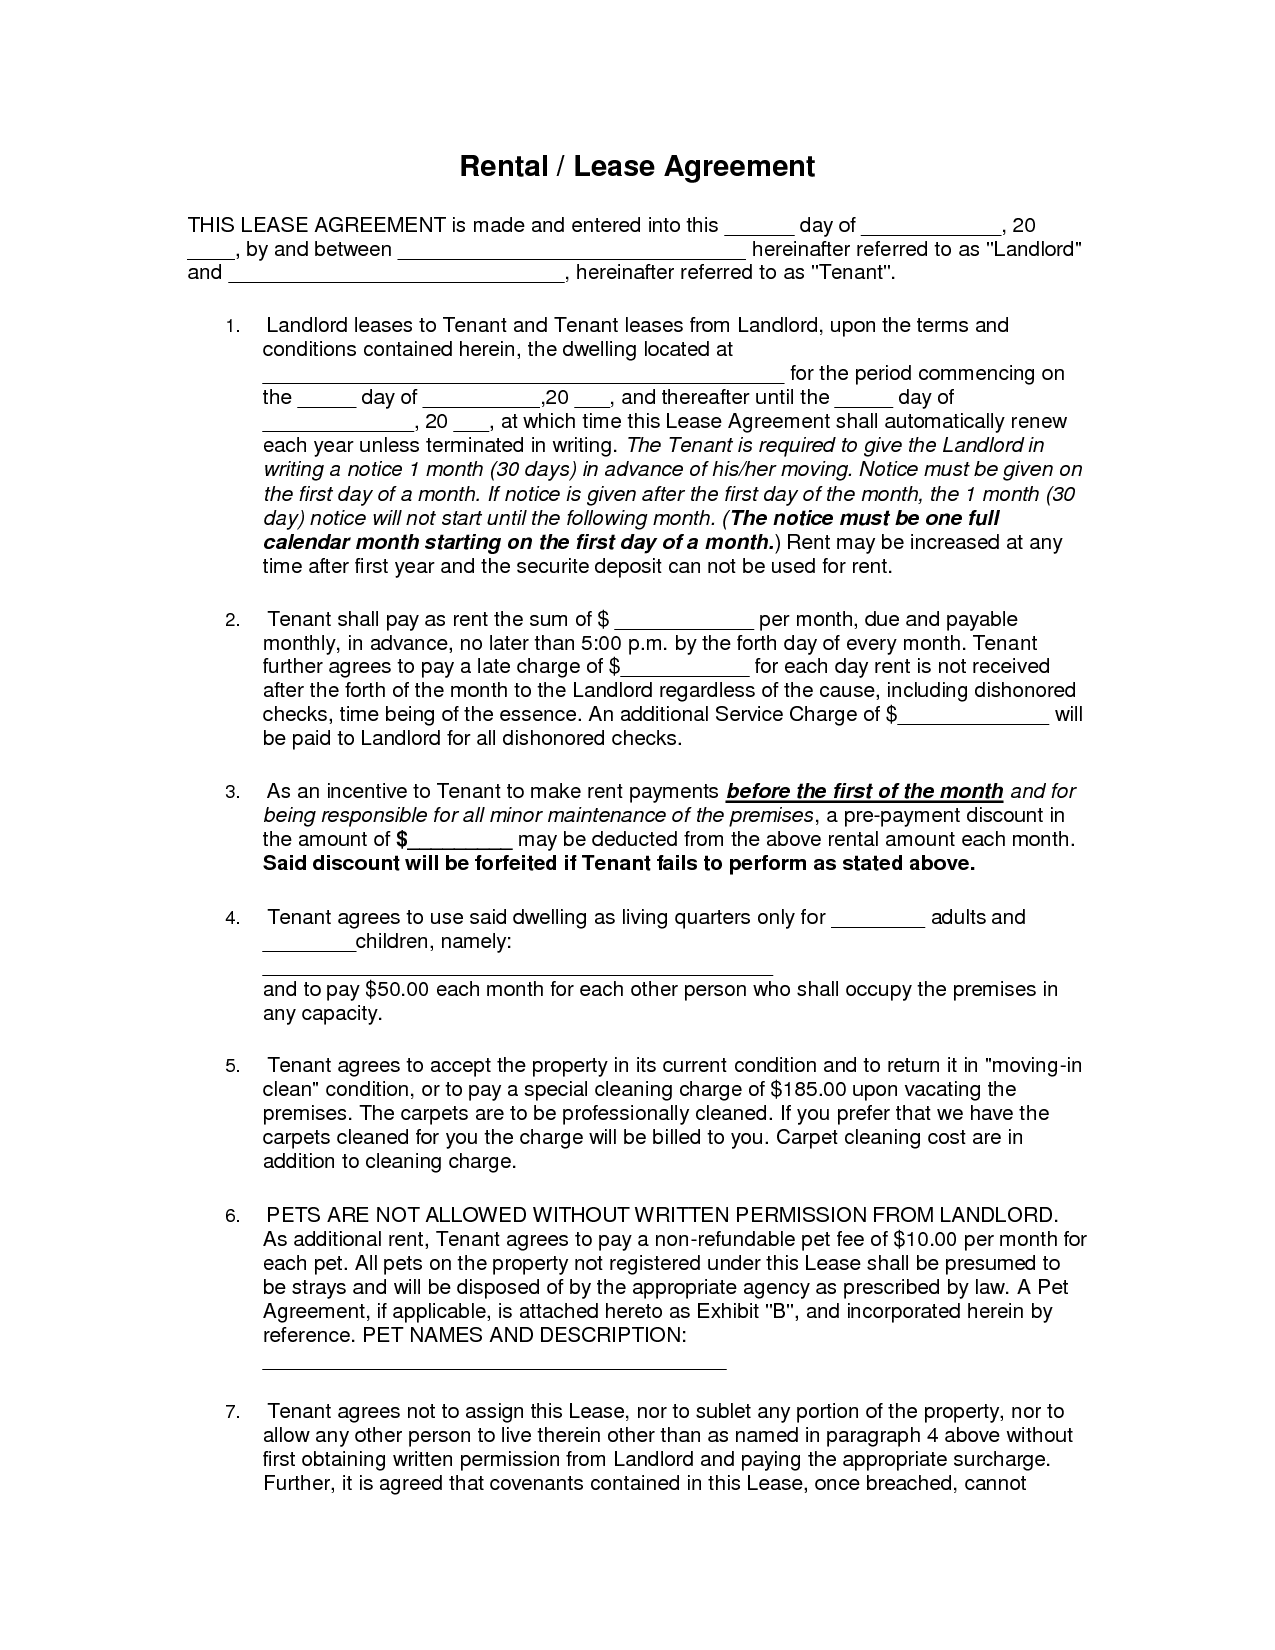 Rental / Lease Agreement
THIS LEASE AGREEMENT is made and entered into this ______ day of ____________, 20
____, by and between ______________________________ hereinafter referred to as "Landlord"
and _____________________________, hereinafter referred to as "Tenant".
1. Landlord leases to Tenant and Tenant leases from Landlord, upon the terms and
conditions contained herein, the dwelling located at
_____________________________________________ for the period commencing on
the _____ day of __________,20 ___, and thereafter until the _____ day of
_____________, 20 ___, at which time this Lease Agreement shall automatically renew
each year unless terminated in writing. The Tenant is required to give the Landlord in
writing a notice 1 month (30 days) in advance of his/her moving. Notice must be given on
the first day of a month. If notice is given after the first day of the month, the 1 month (30
day) notice will not start until the following month. (The notice must be one full
calendar month starting on the first day of a month.) Rent may be increased at any
time after first year and the securite deposit can not be used for rent.
2. Tenant shall pay as rent the sum of $ ____________ per month, due and payable
monthly, in advance, no later than 5:00 p.m. by the forth day of every month. Tenant
further agrees to pay a late charge of $___________ for each day rent is not received
after the forth of the month to the Landlord regardless of the cause, including dishonored
checks, time being of the essence. An additional Service Charge of $_____________ will
be paid to Landlord for all dishonored checks.
3. As an incentive to Tenant to make rent payments before the first of the month and for
being responsible for all minor maintenance of the premises, a pre-payment discount in
the amount of $_________ may be deducted from the above rental amount each month.
Said discount will be forfeited if Tenant fails to perform as stated above.
4. Tenant agrees to use said dwelling as living quarters only for ________ adults and
________children, namely:
____________________________________________
and to pay $50.00 each month for each other person who shall occupy the premises in
any capacity.
5. Tenant agrees to accept the property in its current condition and to return it in "moving-in
clean" condition, or to pay a special cleaning charge of $185.00 upon vacating the
premises. The carpets are to be professionally cleaned. If you prefer that we have the
carpets cleaned for you the charge will be billed to you. Carpet cleaning cost are in
addition to cleaning charge.
6. PETS ARE NOT ALLOWED WITHOUT WRITTEN PERMISSION FROM LANDLORD.
As additional rent, Tenant agrees to pay a non-refundable pet fee of $10.00 per month for
each pet. All pets on the property not registered under this Lease shall be presumed to
be strays and will be disposed of by the appropriate agency as prescribed by law. A Pet
Agreement, if applicable, is attached hereto as Exhibit "B", and incorporated herein by
reference. PET NAMES AND DESCRIPTION:
________________________________________
7. Tenant agrees not to assign this Lease, nor to sublet any portion of the property, nor to
allow any other person to live therein other than as named in paragraph 4 above without
first obtaining written permission from Landlord and paying the appropriate surcharge.
Further, it is agreed that covenants contained in this Lease, once breached, cannot